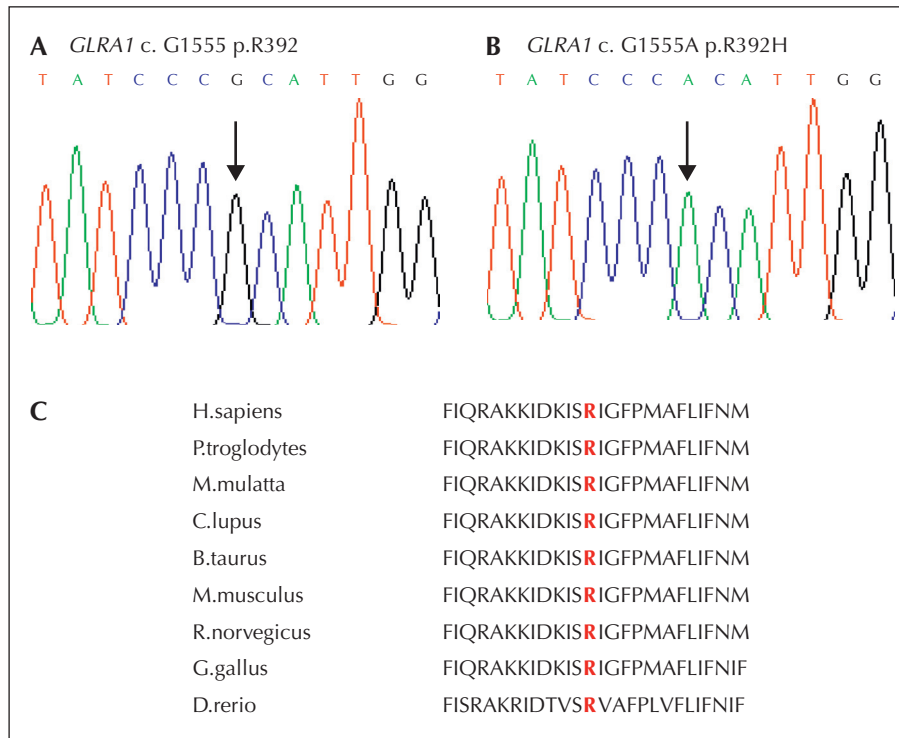 A GLRA1 c. G1555 p.R392
T A T C C C G C A T T G G
B GLRA1 c. G1555A p.R392H
T A T C C C A C A T T G G
C
H.sapiens FIQRAKKIDKISRIGFPMAFLIFNM
P.troglodytes FIQRAKKIDKISRIGFPMAFLIFNM
M.mulatta FIQRAKKIDKISRIGFPMAFLIFNM
C.lupus FIQRAKKIDKISRIGFPMAFLIFNM
B.taurus FIQRAKKIDKISRIGFPMAFLIFNM
M.musculus FIQRAKKIDKISRIGFPMAFLIFNM
R.norvegicus FIQRAKKIDKISRIGFPMAFLIFNM
G.gallus FIQRAKKIDKISRIGFPMAFLIFNIF
D.rerio FISRAKRIDTVSRVAFPLVFLIFNIF